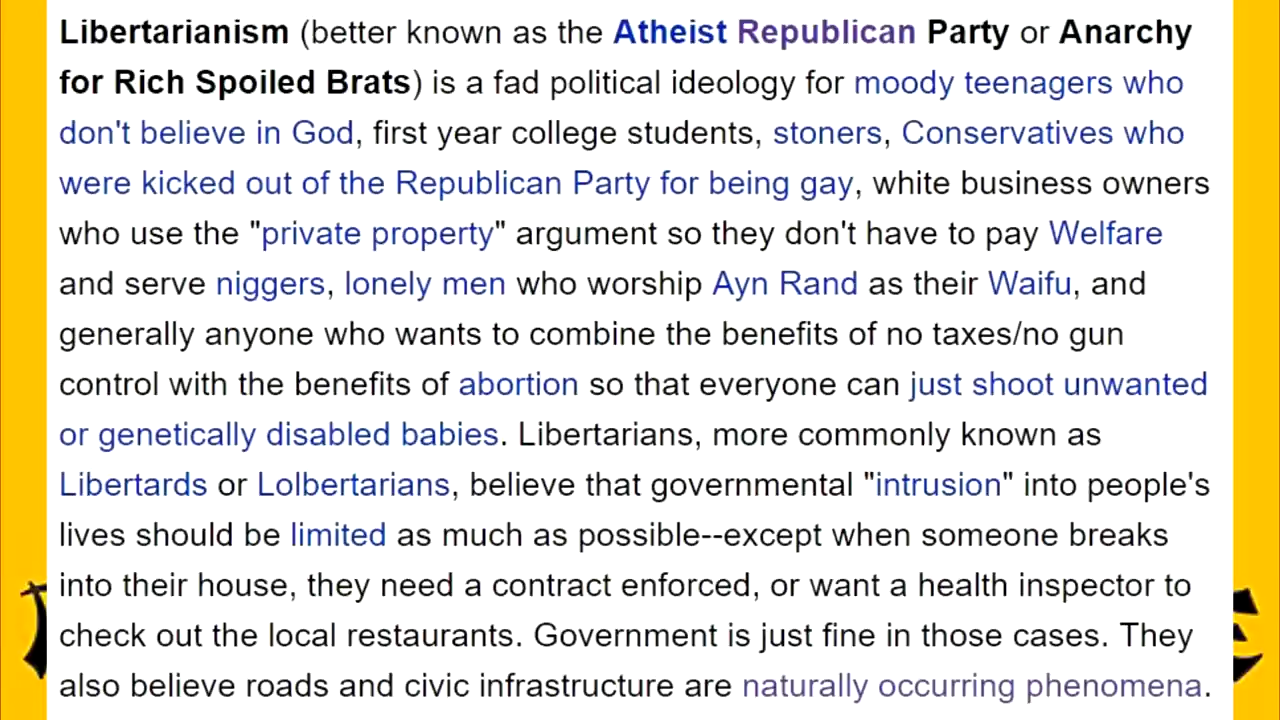 Libertarianism (better known as the Atheist Republican Party or Anarchy
for Rich Spoiled Brats) is a fad political ideology for moody teenagers who
don't believe in God, first year college students, stoners, Conservatives who
were kicked out of the Republican Party for being gay, white business owners
who use the "private property" argument so they don't have to pay Welfare
and serve niggers, lonely men who worship Ayn Rand as their Waifu, and
generally anyone who wants to combine the benefits of no taxes/no gun
control with the benefits of abortion so that everyone can just shoot unwanted
or genetically disabled babies. Libertarians, more commonly known as
Libertards or Lolbertarians, believe that governmental "intrusion" into people's
lives should be limited as much as possible--except when someone breaks
into their house, they need a contract enforced, or want a health inspector to
check out the local restaurants. Government is just fine in those cases. They
also believe roads and civic infrastructure are naturally occurring phenomena.